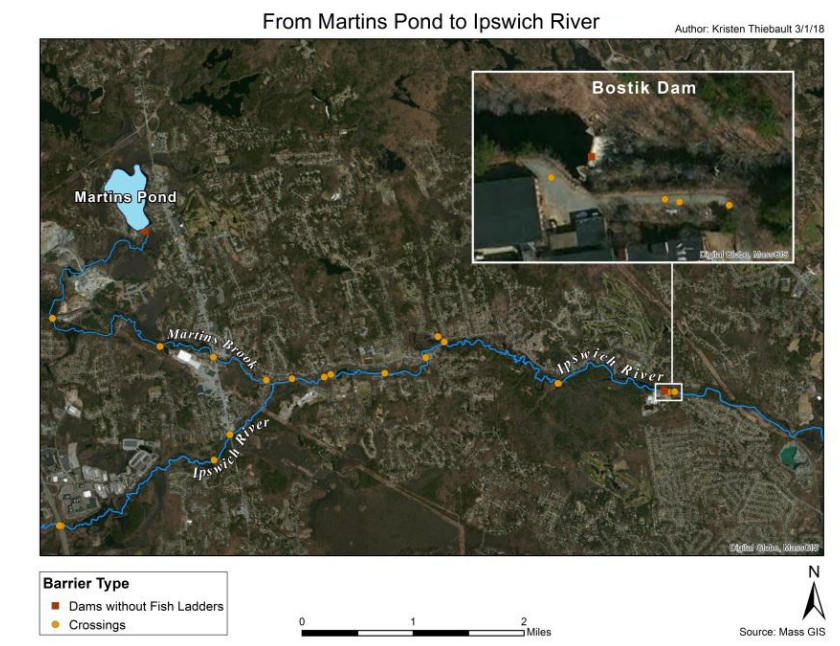 From Martins Pond to Ipswich River
Author: Kristen Thiebault 3/1/18
Bostik Dam
Digital Globe, MassGIS
Martins Pond
Martins Brook
Ipswich River
Ipswich River
Digital Globe, MassGIS
Barrier Type
Dams without Fish Ladders
Crossings
0 1 2
Miles
N
Source: Mass GIS